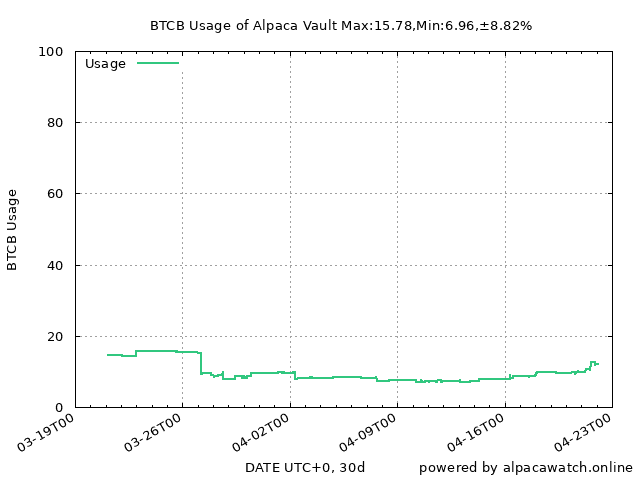 BTCB Usage of Alpaca Vault Max:15.78,Min:6.96,±8.82%
Usage
100
80
60
40
20
0
BTCB Usage
03-19T00
03-26T00
04-02T00
04-09T00
04-16T00
04-23T00
DATE UTC+0, 30d
powered by alpacawatch.online